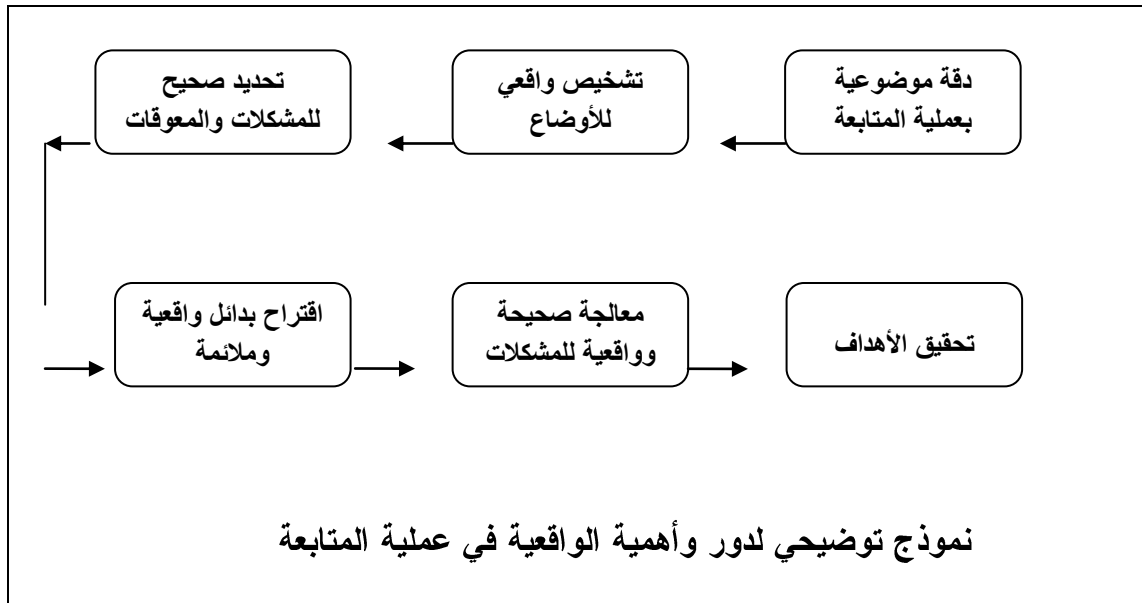 دقة موضوعية
بعملية المتابعة
تشخيص واقعي
للأوضاع
تحديد صحيح
للمشكلات والمعوقات
اقتراح بدائل واقعية
وملائمة
معالجة صحيحة
وواقعية للمشكلات
تحقيق الأهداف
نموذج توضيحي لدور وأهمية الواقعية في عملية المتابعة